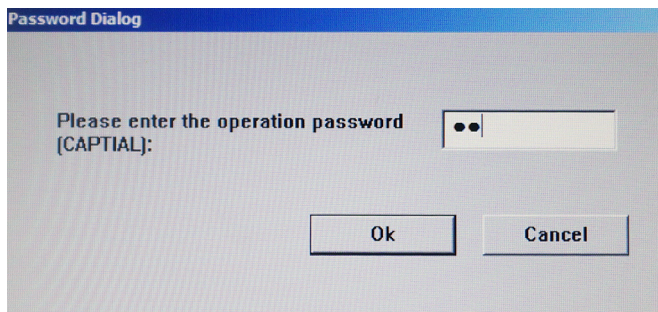 Password Dialog
Please enter the operation password
(CAPTIAL):
●●
Ok
Cancel